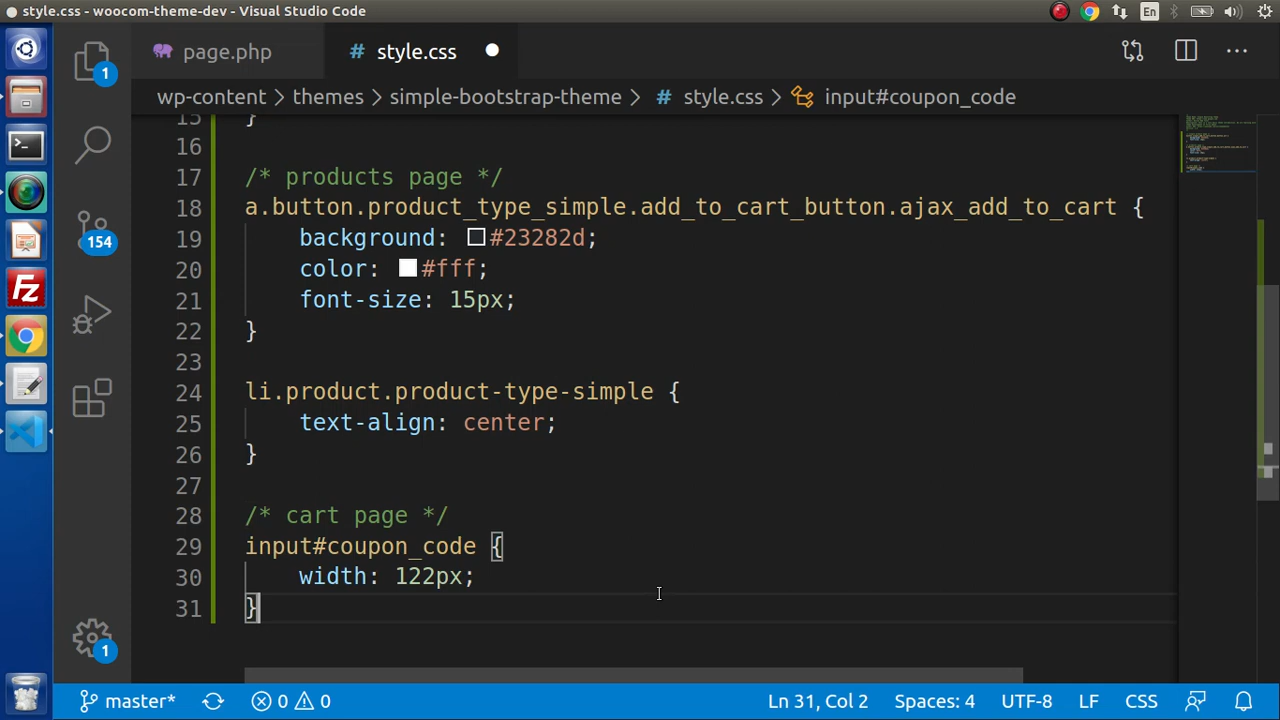 style.css - woocom-theme-dev - Visual Studio Code
En
page.php
# style.css
wp-content > themes > simple-bootstrap-theme > # style.css > input#coupon_code
15 }
16
17 /* products page */
18 a.button.product_type_simple.add_to_cart_button.ajax_add_to_cart {
19 background: #23282d;
20 color: #fff;
21 font-size: 15px;
22 }
23
24 li.product.product-type-simple {
25 text-align: center;
26 }
27
28 /* cart page */
29 input#coupon_code {
30 width: 122px;
31 }
1
154
1
master*
0 0
Ln 31, Col 2
Spaces: 4
UTF-8
LF
CSS